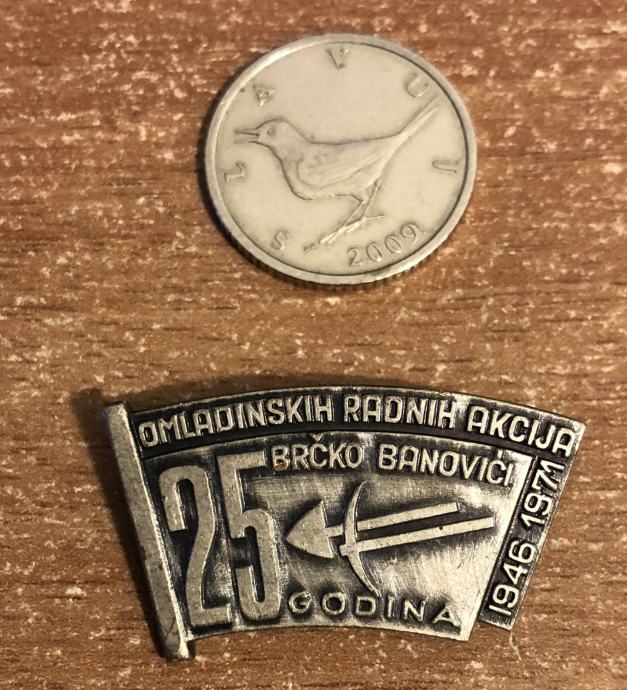 SLAVUJ
2009
OMLADINSKIH RADNIH AKCIJA
BRČKO BANOVIĆI
25
GODINA
1946 1971